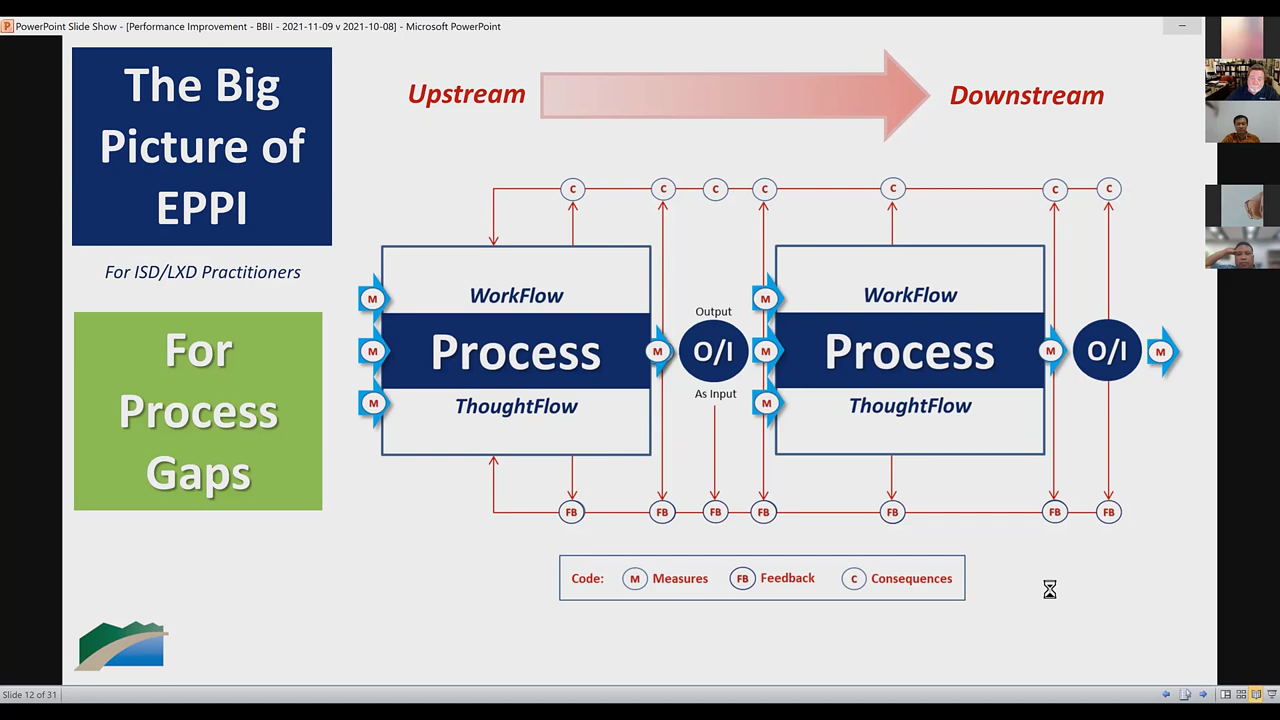 PowerPoint Slide Show - [Performance Improvement - BBII - 2021-11-09 v 2021-10-08] - Microsoft PowerPoint
The Big
Picture of
EPPI
For ISD/LXD Practitioners
For
Process
Gaps
Upstream
Downstream
C
C
C
C
C
C
C
WorkFlow
Process
ThoughtFlow
M
M
M
M
Output
O/I
As Input
M
M
M
WorkFlow
Process
ThoughtFlow
M
O/I
M
FB
FB
FB
FB
FB
FB
FB
Code: M Measures FB Feedback C Consequences
Slide 12 of 31